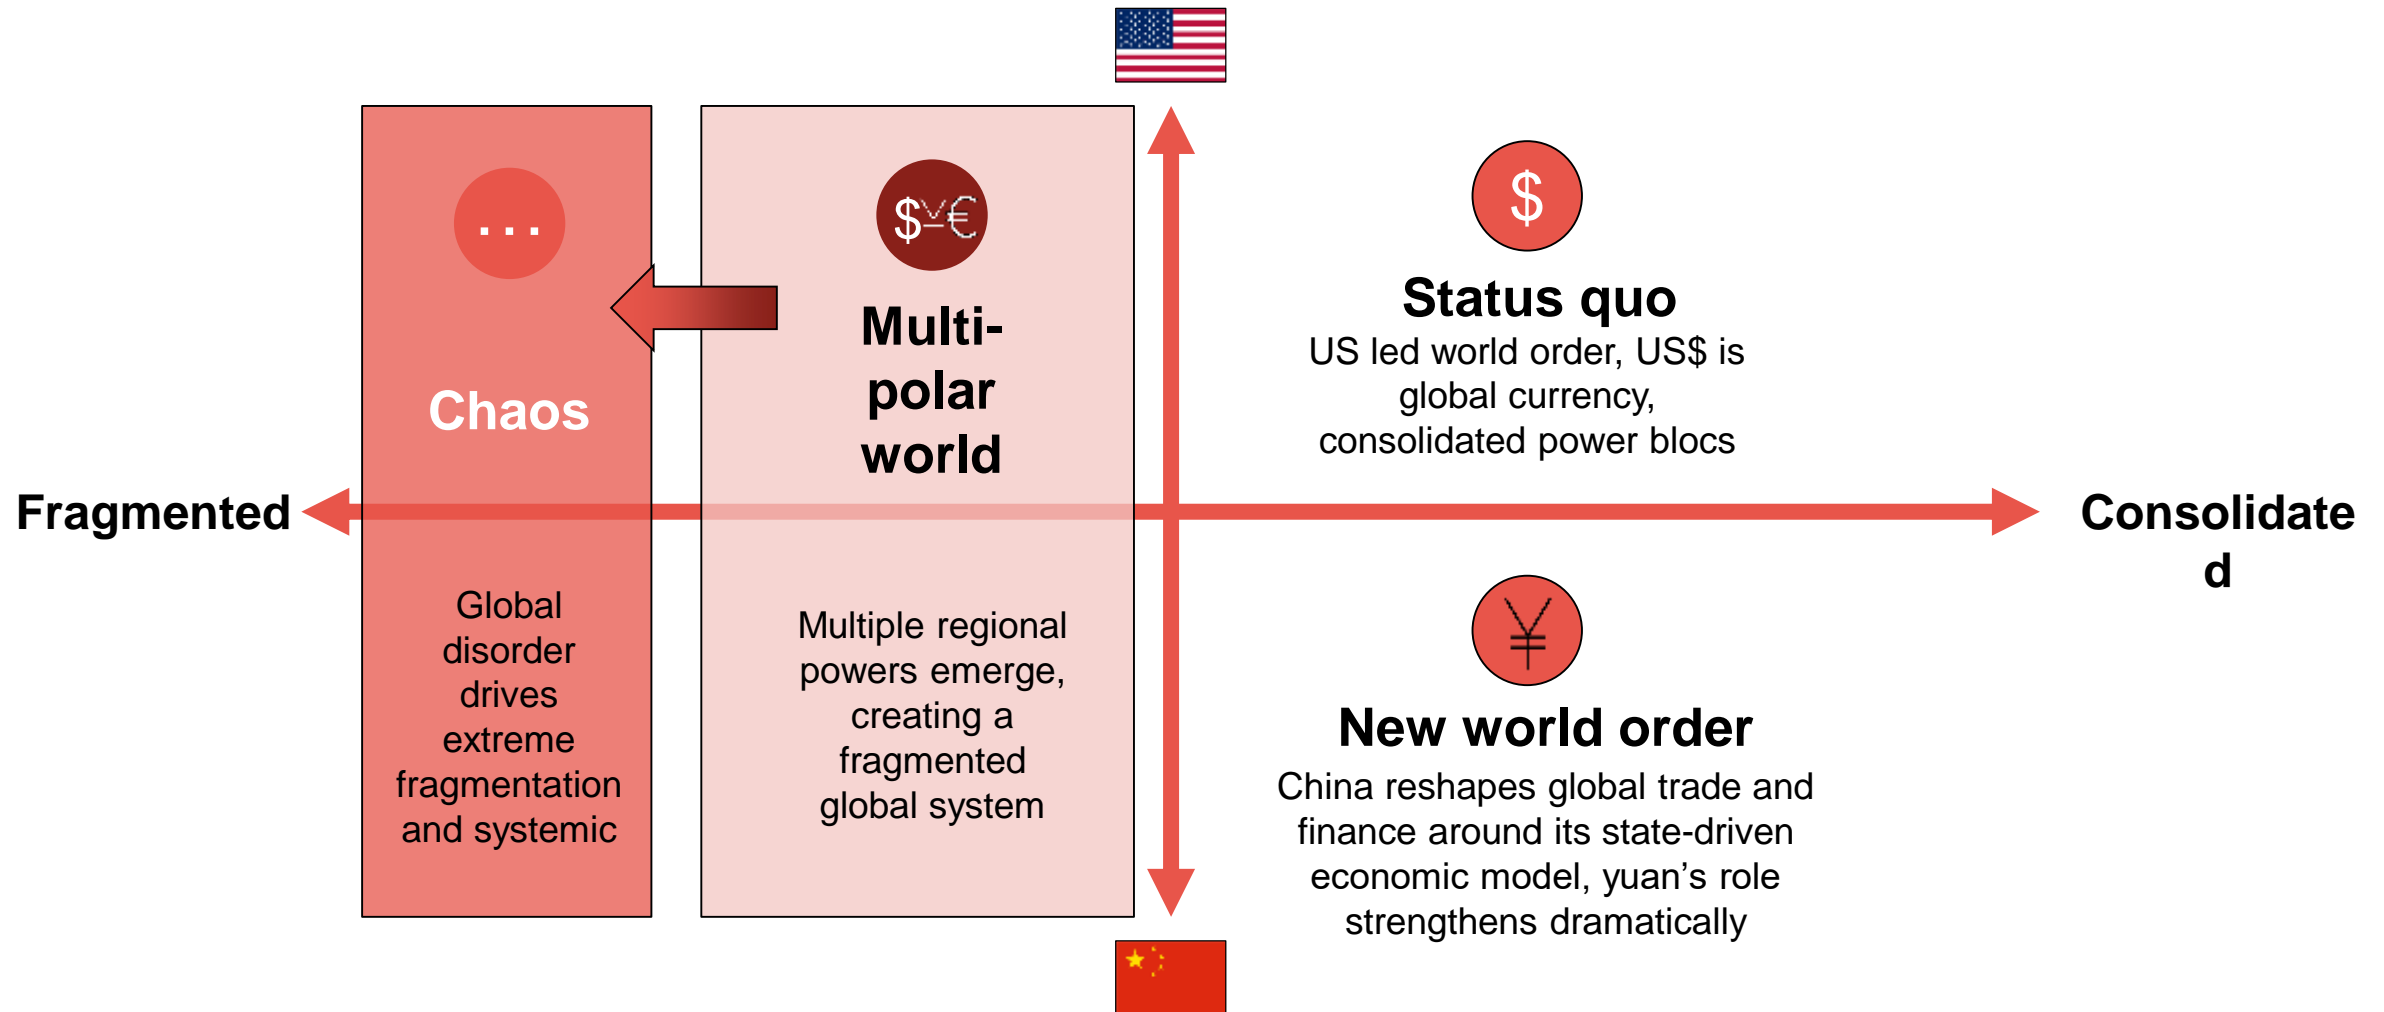 ...
Chaos
Global
disorder
drives
extreme
fragmentation
and systemic
$¥€
Multi-
polar
world
Multiple regional
powers emerge,
creating a
fragmented
global system
$
Status quo
US led world order, US$ is
global currency,
consolidated power blocs
Fragmented
Consolidate
d
¥
New world order
China reshapes global trade and
finance around its state-driven
economic model, yuan’s role
strengthens dramatically